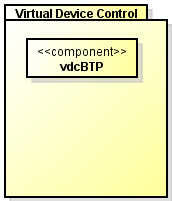 Virtual Device Control
<<component>>
vdcBTP